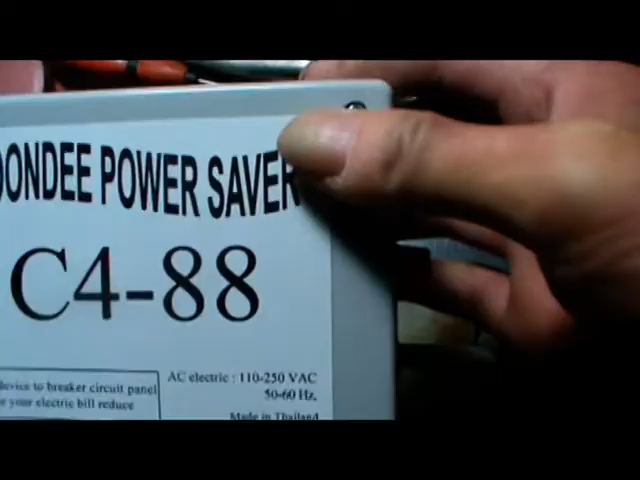 OONDEE POWER SAVER
C4-88
device to breaker circuit panel
your electric bill reduce
AC electric : 110-250 VAC
50-60 Hz.
Made in Thailand